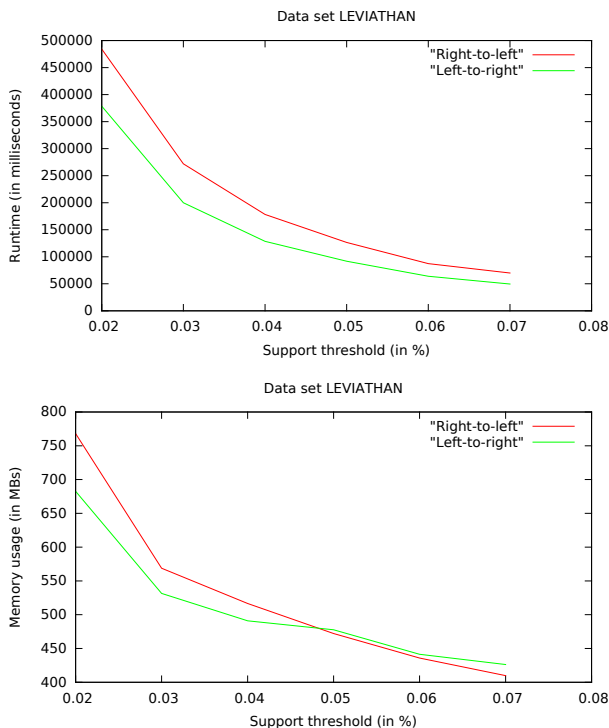 Data set LEVIATHAN
"Right-to-left"
"Left-to-right"
Runtime (in milliseconds)
500000
450000
400000
350000
300000
250000
200000
150000
100000
50000
0
0.02 0.03 0.04 0.05 0.06 0.07 0.08
Support threshold (in %)
Data set LEVIATHAN
"Right-to-left"
"Left-to-right"
Memory usage (in MBs)
800
750
700
650
600
550
500
450
400
0.02 0.03 0.04 0.05 0.06 0.07 0.08
Support threshold (in %)